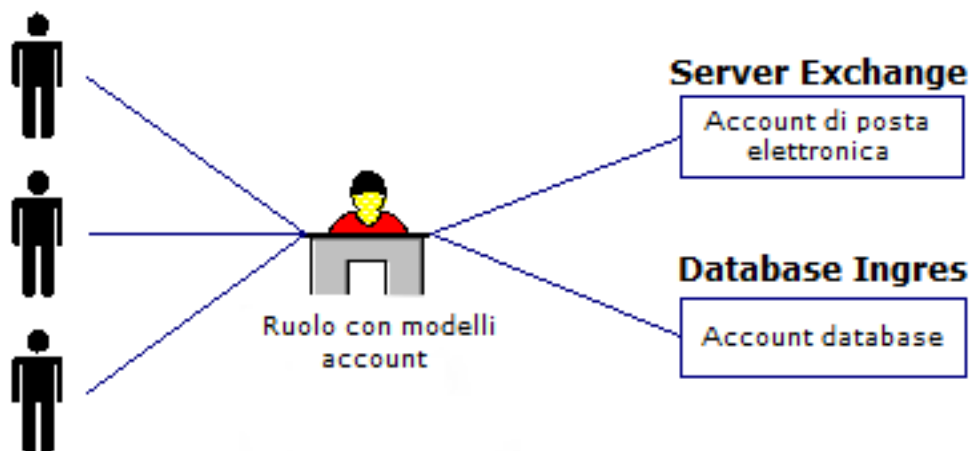 Server Exchange
Account di posta
elettronica
Database Ingres
Account database
Ruolo con modelli
account